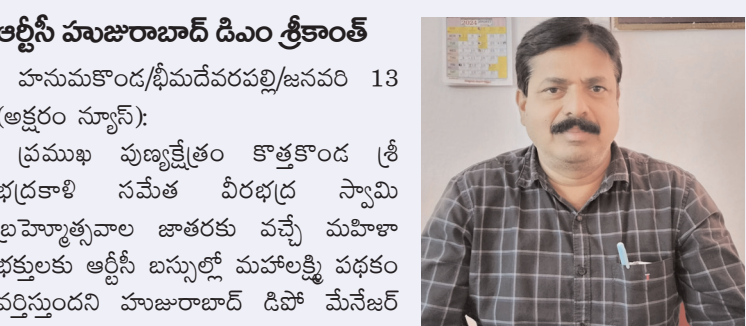 ఆర్టీసీ హుజురాబాద్ డిఎం శ్రీకాంత్
హనుమకొండ/భీమదేవరపల్లి/జనవరి 13
(అక్షరం న్యూస్):
ప్రముఖ పుణ్యక్షేత్రం కొత్తకొండ శ్రీ
భద్రకాళి సమేత వీరభద్ర స్వామి
బ్రహ్మోత్సవాల జాతరకు వచ్చే మహిళా
భక్తులకు ఆర్టీసీ బస్సుల్లో మహాలక్ష్మి పథకం
వర్తిస్తుందని హుజురాబాద్ డిపో మేనేజర్